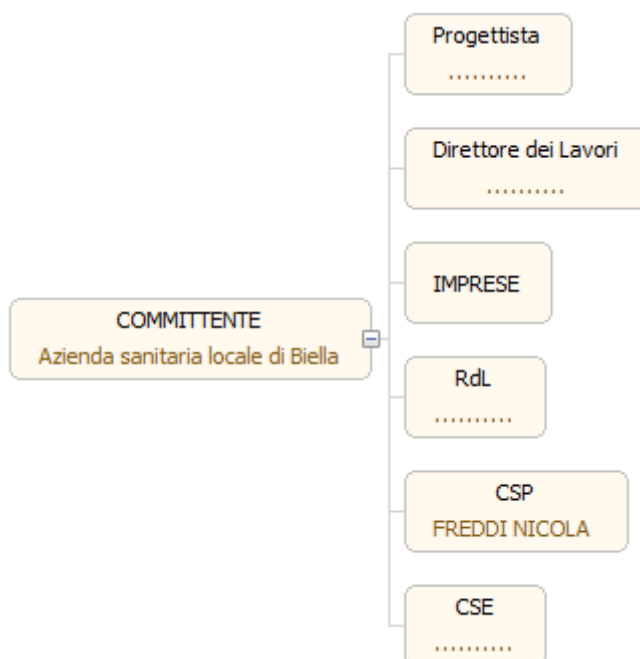 Progettista
..........
Direttore dei Lavori
..........
IMPRESE
COMMITTENTE
Azienda sanitaria locale di Biella
RdL
..........
CSP
FREDDI NICOLA
CSE
..........